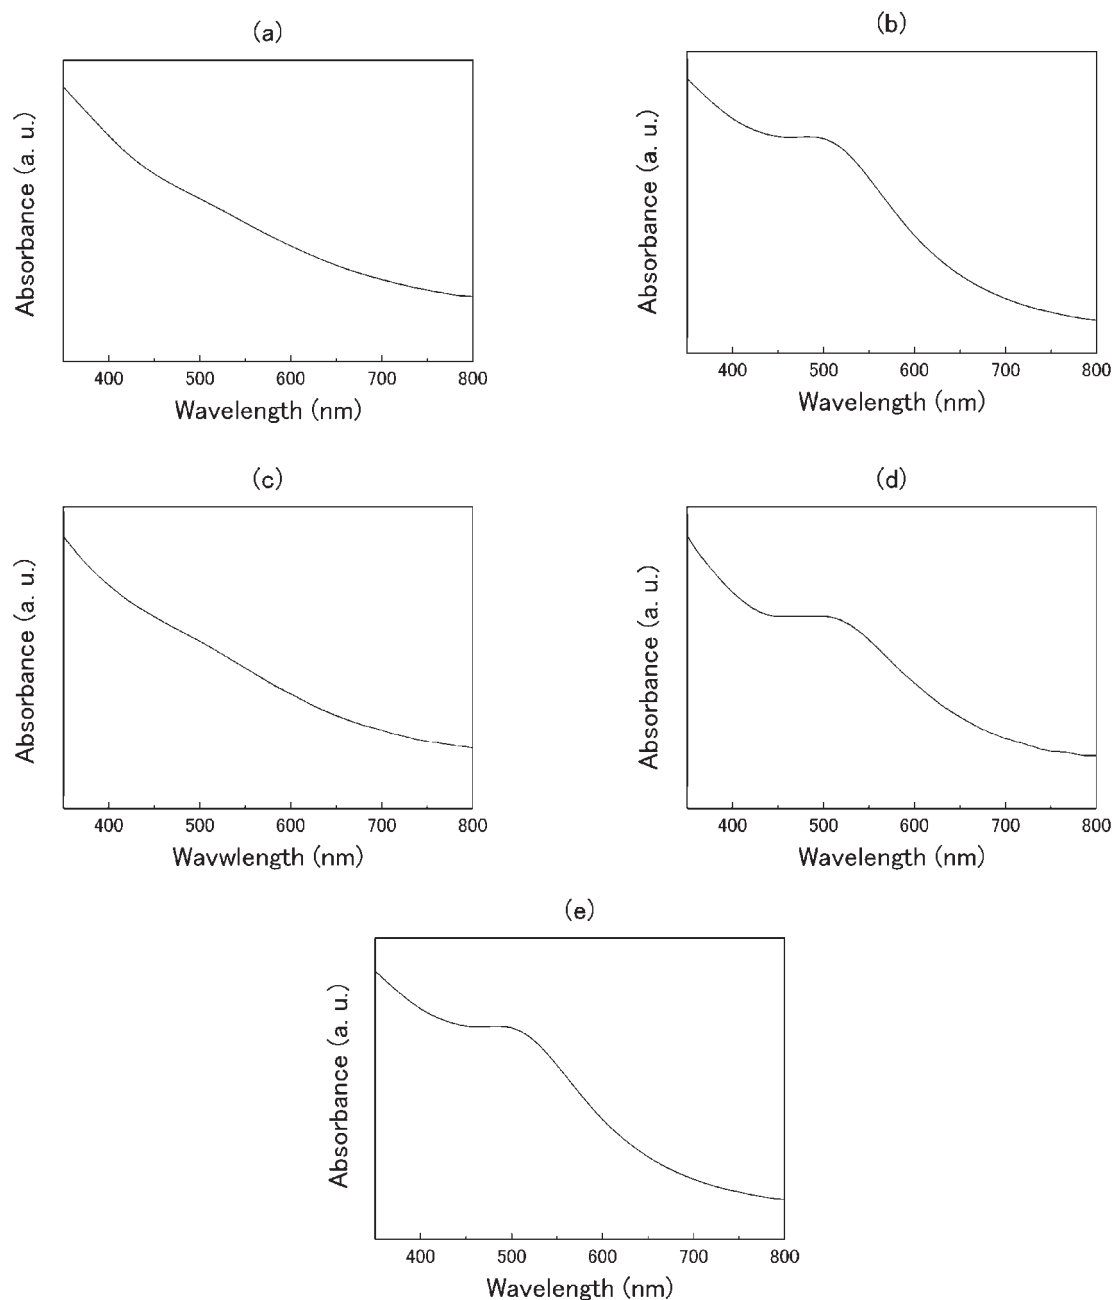 (a)
Absorbance (a. u.)
400 500 600 700 800
Wavelength (nm)
(b)
Absorbance (a. u.)
400 500 600 700 800
Wavelength (nm)
(c)
Absorbance (a. u.)
400 500 600 700 800
Wavwlength (nm)
(d)
Absorbance (a. u.)
400 500 600 700 800
Wavelength (nm)
(e)
Absorbance (a. u.)
400 500 600 700 800
Wavelength (nm)